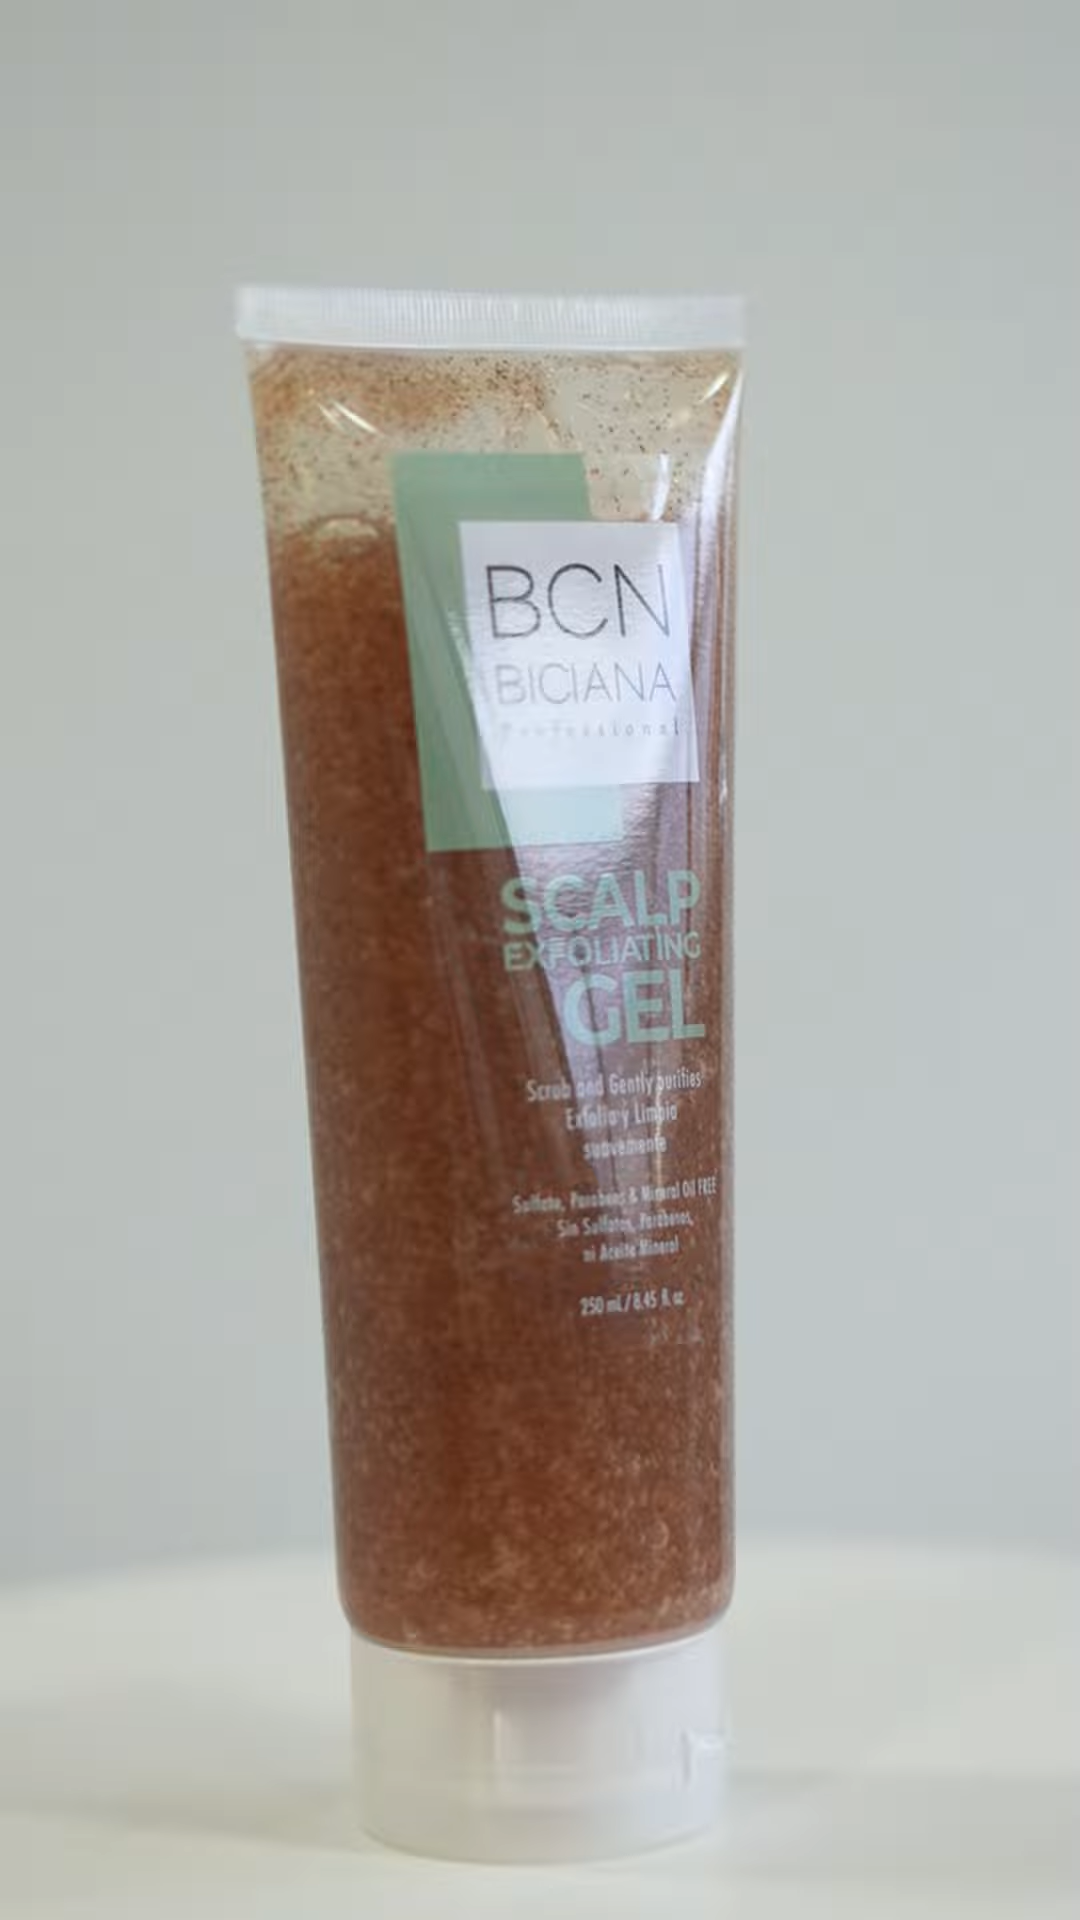 BCN
BICIANA
Professional
SCALP
EXFOLIATING
GEL
Scrub and Gently purifies
Exfolia y Limpia
suavemente
Sulfate, Parabens & Mineral Oil FREE
Sin Sulfatos, Parabenos,
ni Aceite Mineral
250 mL / 8.45 fl. oz